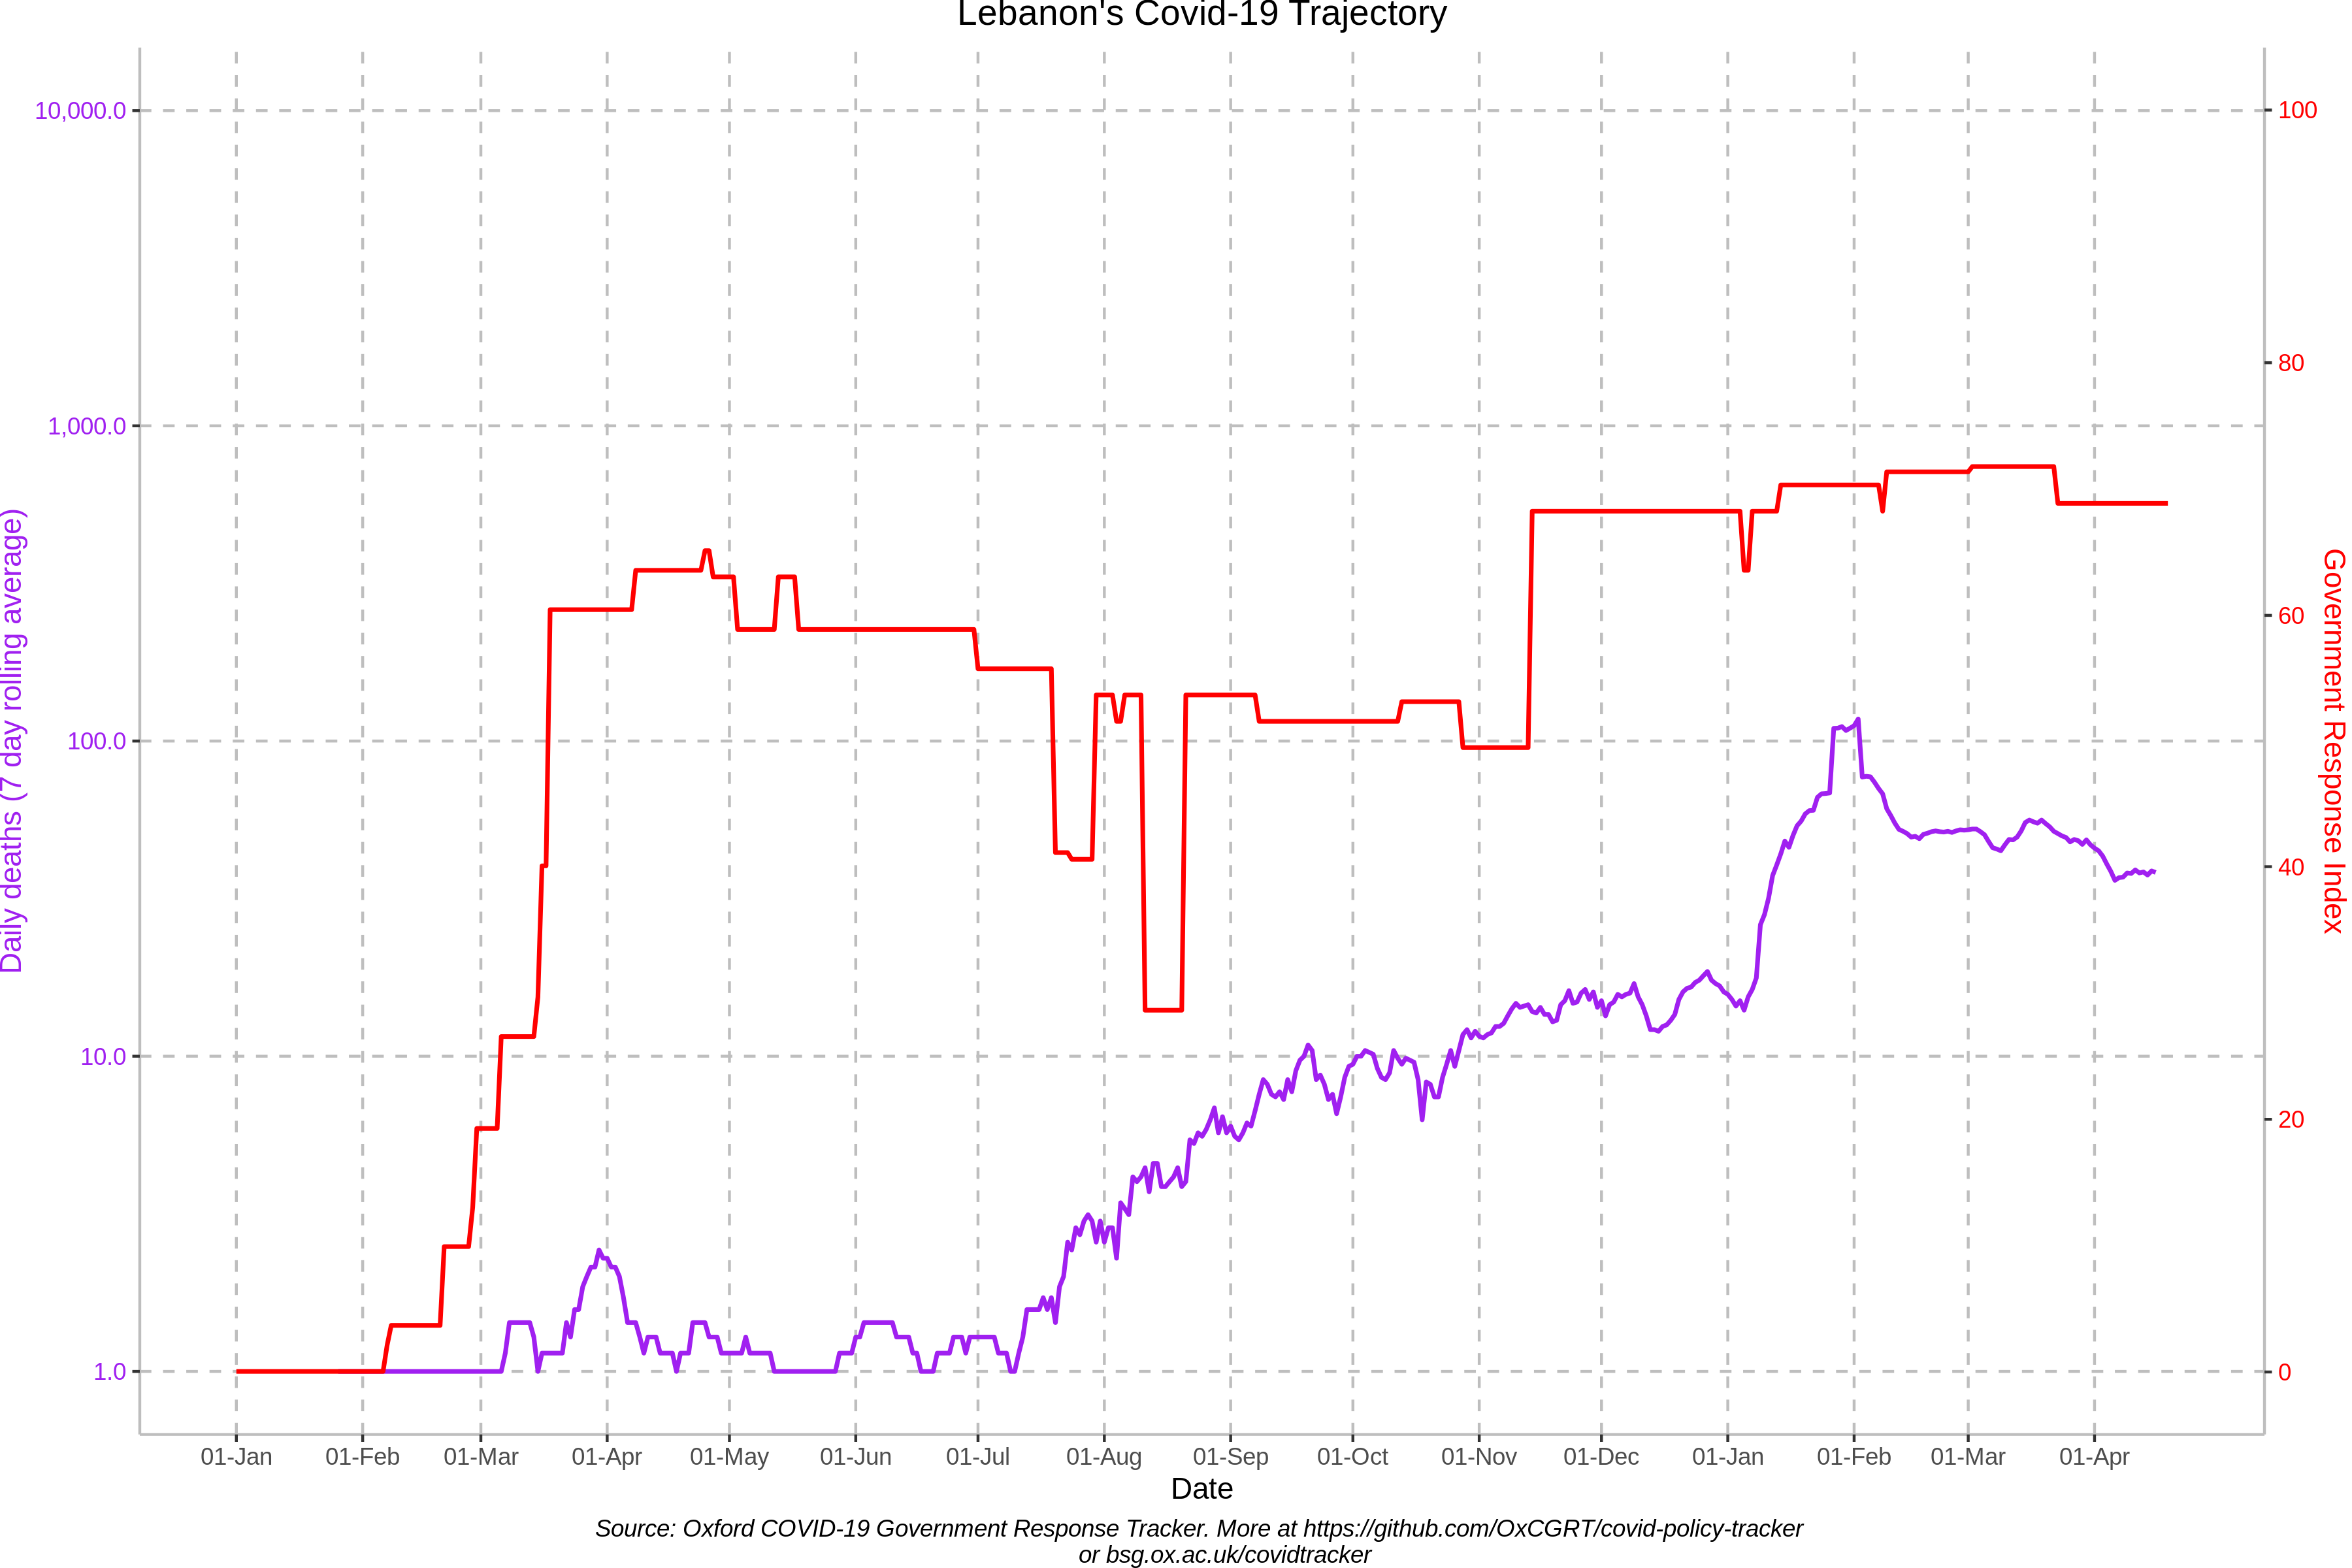 Lebanon's Covid-19 Trajectory
Daily deaths (7 day rolling average)
10,000.0
1,000.0
100.0
10.0
1.0
100
80
60
40
20
0
Government Response Index
01-Jan 01-Feb 01-Mar 01-Apr 01-May 01-Jun 01-Jul 01-Aug 01-Sep 01-Oct 01-Nov 01-Dec 01-Jan 01-Feb 01-Mar 01-Apr
Date
Source: Oxford COVID-19 Government Response Tracker. More at https://github.com/OxCGRT/covid-policy-tracker
or bsg.ox.ac.uk/covidtracker